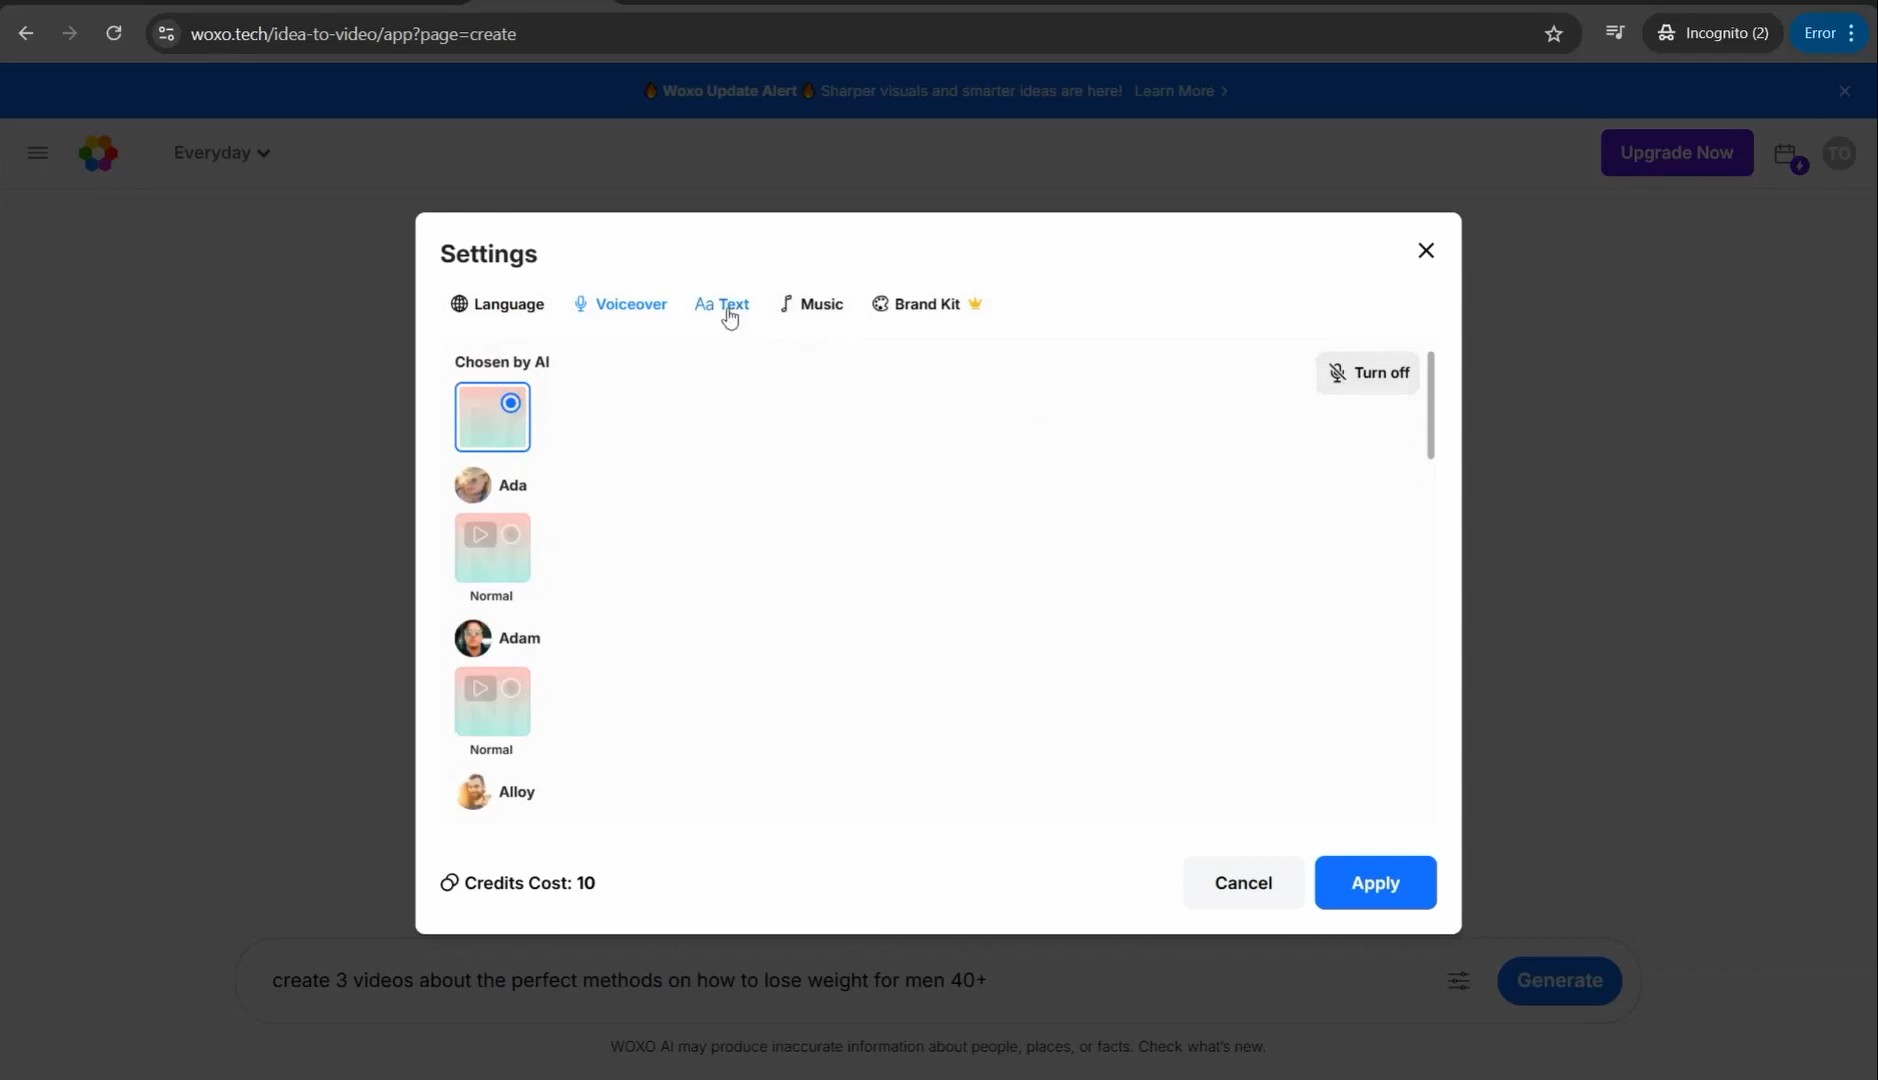 woxo.tech/idea-to-video/app?page=create
Incognito (2)
Error
🔥 Woxo Update Alert 🔥 Sharper visuals and smarter ideas are here! Learn More >
Everyday
Upgrade Now
TO
Settings
Language
Voiceover
Aa Text
Music
Brand Kit
Chosen by AI
Turn off
Ada
Normal
Adam
Normal
Alloy
Credits Cost: 10
Cancel
Apply
create 3 videos about the perfect methods on how to lose weight for men 40+
Generate
WOXO AI may produce inaccurate information about people, places, or facts. Check what's new.